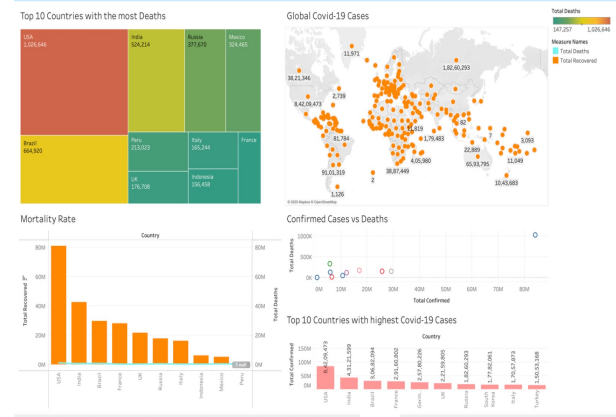 Top 10 Countries with the most Deaths
USA
1,026,646
India
524,214
Russia
377,670
Mexico
324,465
Brazil
664,920
Peru
213,023
Italy
165,244
France
UK
176,708
Indonesia
156,458
Global Covid-19 Cases
11,971
1,82,60,293
38,21,346
2,739
8,42,09,473
81,784
11,819
82
1,79,483
3,093
22,889
4,05,980
11,049
91,01,319
38,87,449
65,93,795
1,126
2
10,43,683
© 2022 Mapbox © OpenStreetMap
Total Deaths
147,257
1,026,646
Measure Names
Total Deaths
Total Recovered
Mortality Rate
Country
80M
60M
40M
20M
0M
Total Recovered
80M
60M
40M
20M
0M
Total Deaths
USA
India
Brazil
France
UK
Russia
Italy
Indonesia
Mexico
Peru
Confirmed Cases vs Deaths
1000K
500K
0K
Total Deaths
0M 10M 20M 30M 40M 50M 60M 70M 80M
Total Confirmed
Top 10 Countries with highest Covid-19 Cases
Country
150M
100M
50M
0M
Total Confirmed
8,42,09,473
4,31,21,599
3,06,82,094
2,91,60,802
2,57,80,226
2,21,59,805
1,82,60,293
1,77,82,061
1,70,57,873
1,50,53,168
USA
India
Brazil
France
Germ..
UK
Russia
South Korea
Italy
Turkey